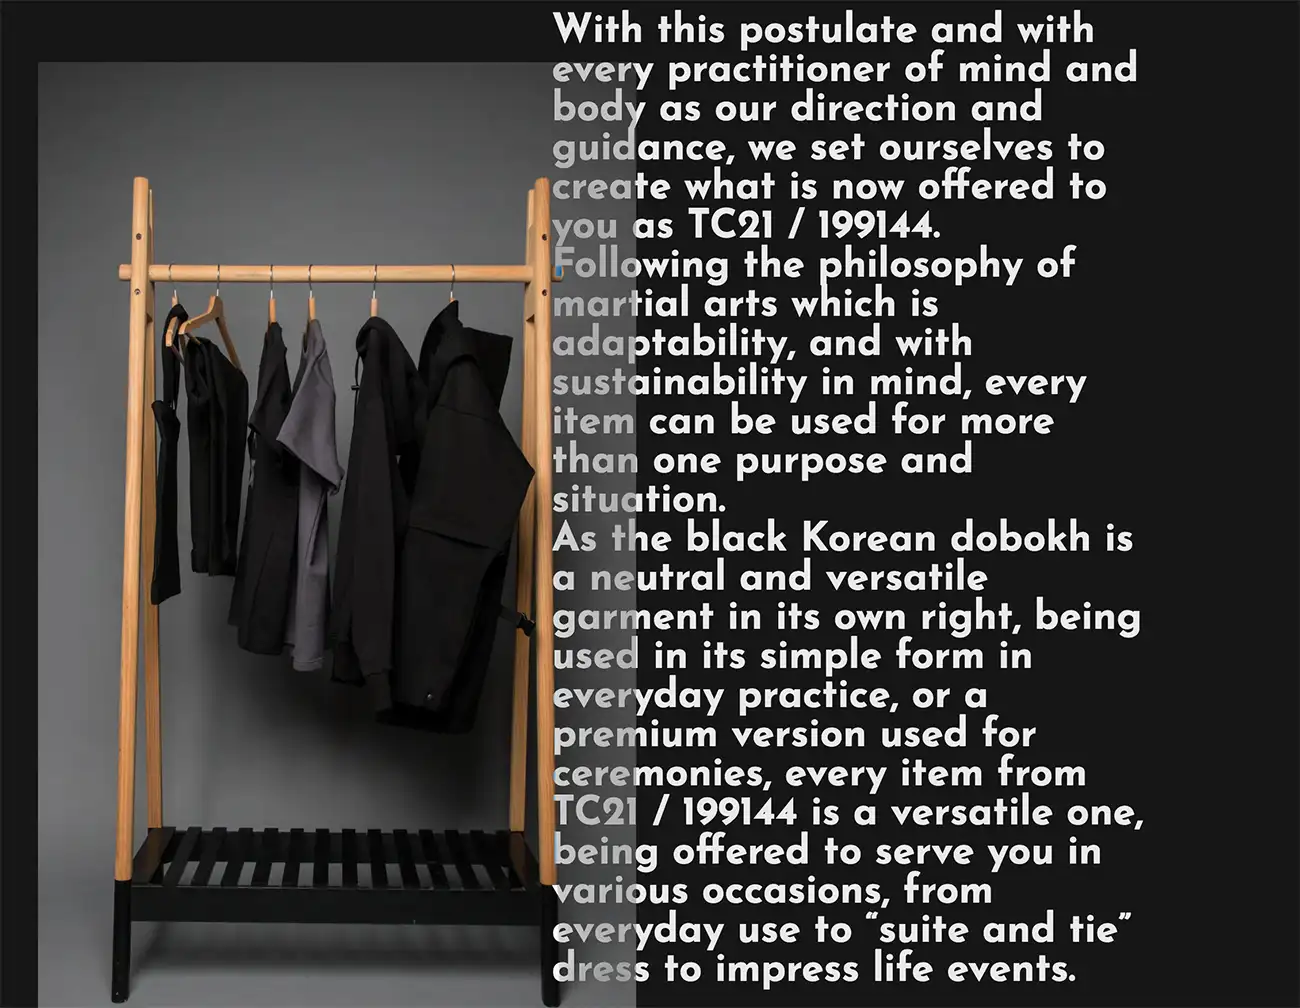 With this postulate and with
every practitioner of mind and
body as our direction and
guidance, we set ourselves to
create what is now offered to
you as TC21 / 199144.
Following the philosophy of
martial arts which is
adaptability, and with
sustainability in mind, every
item can be used for more
than one purpose and
situation.
As the black Korean dobokh is
a neutral and versatile
garment in its own right, being
used in its simple form in
everyday practice, or a
premium version used for
ceremonies, every item from
TC21 / 199144 is a versatile one,
being offered to serve you in
various occasions, from
everyday use to “suite and tie”
dress to impress life events.